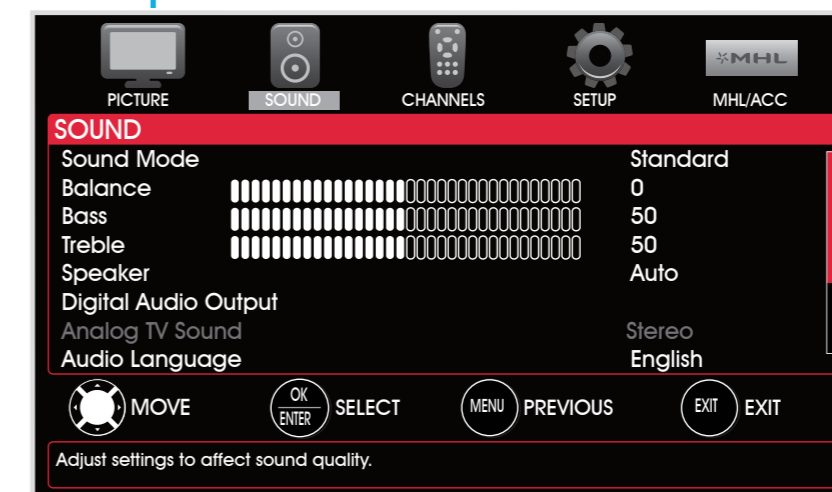 PICTURE SOUND CHANNELS SETUP MHL MHL/ACC
SOUND
Sound Mode Standard
Balance 0
Bass 50
Treble 50
Speaker Auto
Digital Audio Output
Analog TV Sound Stereo
Audio Language English
MOVE OK ENTER SELECT MENU PREVIOUS EXIT EXIT
Adjust settings to affect sound quality.